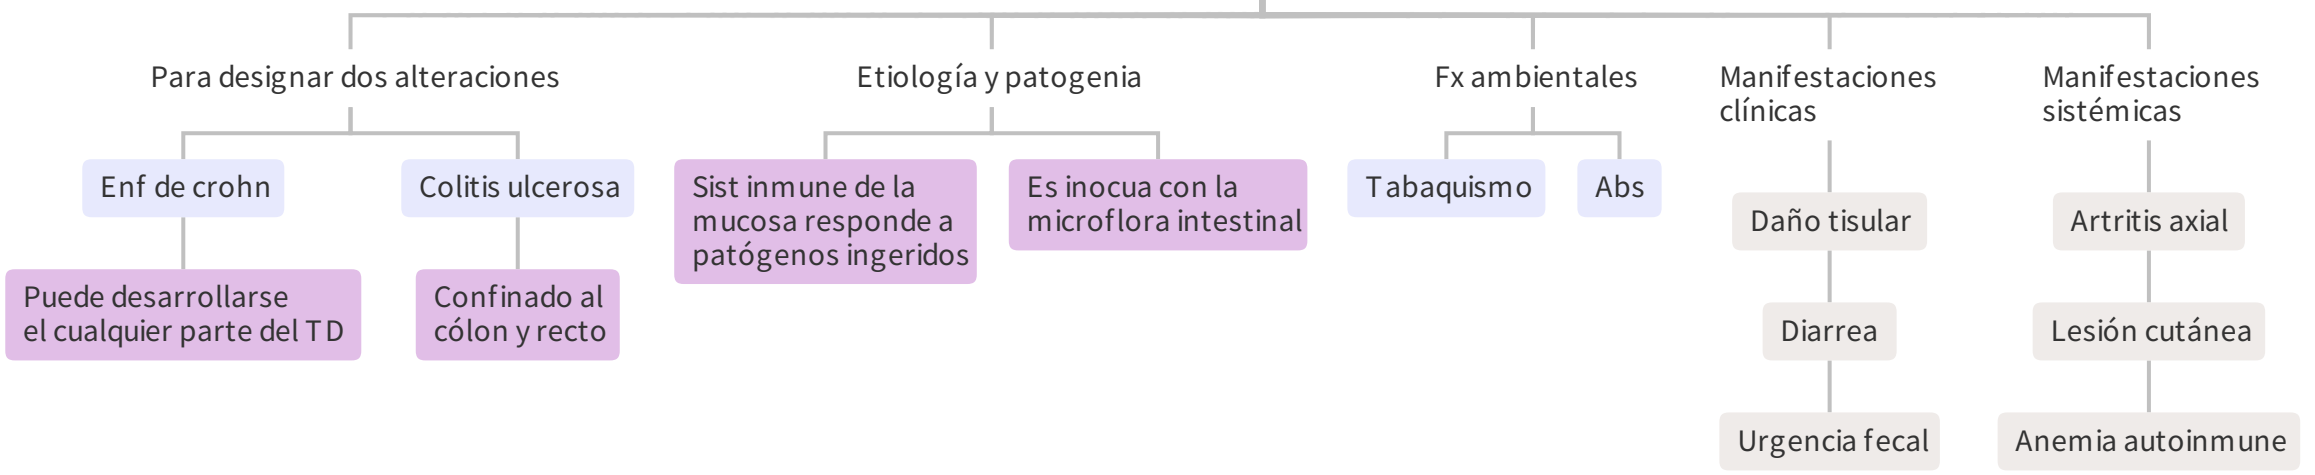 Para designar dos alteraciones
Etiología y patogenia
Fx ambientales
Manifestaciones
clínicas
Manifestaciones
sistémicas
Enf de crohn
Colitis ulcerosa
Sist inmune de la
mucosa responde a
patógenos ingeridos
Es inocua con la
microflora intestinal
Tabaquismo
Abs
Daño tisular
Artritis axial
Puede desarrollarse
el cualquier parte del TD
Confinado al
cólon y recto
Diarrea
Lesión cutánea
Urgencia fecal
Anemia autoinmune